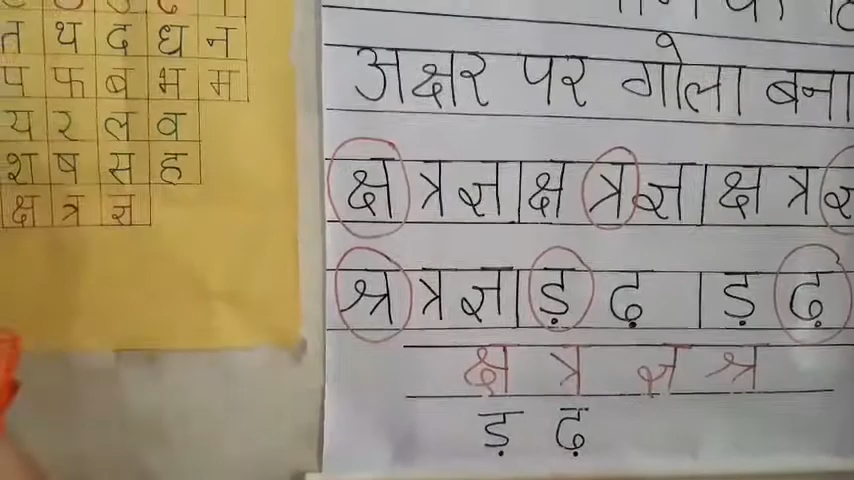 त थ द ध न
प फ ब भ म
य र ल व
श ष स ह
क्ष त्र ज्ञ
अक्षर पर गोला बना
क्ष त्र ज्ञ | क्ष त्र ज्ञ | क्ष त्र ज्ञ
श्र त्र ज्ञ | ड़ ढ़ | ड़ ढ़
क्ष त्र ज्ञ श्र
ड़ ढ़